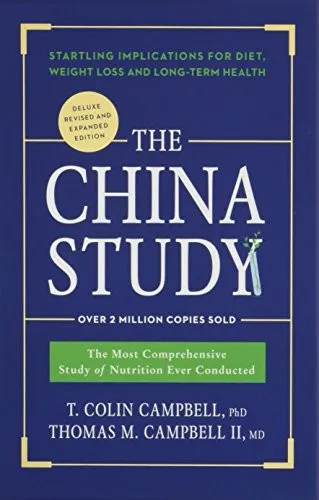 STARTLING IMPLICATIONS FOR DIET,
WEIGHT LOSS AND LONG-TERM HEALTH
DELUXE
REVISED AND
EXPANDED
EDITION
THE
CHINA
STUDY
OVER 2 MILLION COPIES SOLD
The Most Comprehensive
Study of Nutrition Ever Conducted
T. COLIN CAMPBELL, PhD
THOMAS M. CAMPBELL II, MD